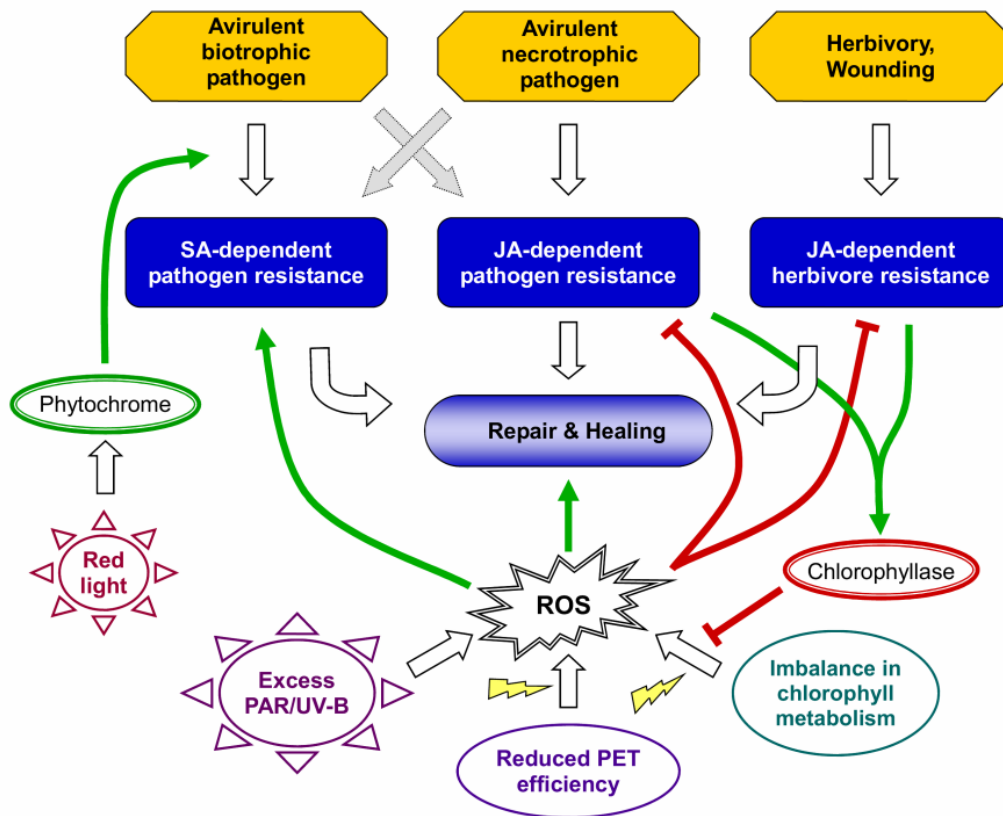 Avirulent
biotrophic
pathogen
Avirulent
necrotrophic
pathogen
Herbivory,
Wounding
SA-dependent
pathogen resistance
JA-dependent
pathogen resistance
JA-dependent
herbivore resistance
Phytochrome
Repair & Healing
Red
light
ROS
Chlorophyllase
Excess
PAR/UV-B
Reduced PET
efficiency
Imbalance in
chlorophyll
metabolism